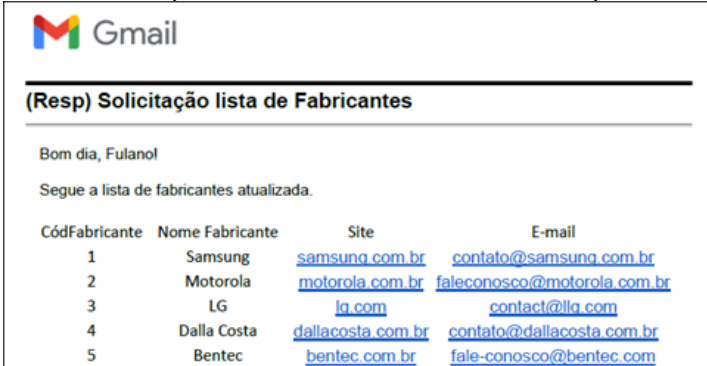 Gmail
(Resp) Solicitação lista de Fabricantes
Bom dia, Fulano!
Segue a lista de fabricantes atualizada.
CódFabricante Nome Fabricante Site E-mail
1 Samsung samsung.com.br contato@samsung.com.br
2 Motorola motorola.com.br faleconosco@motorola.com.br
3 LG lg.com contact@llg.com
4 Dalla Costa dallacosta.com.br contato@dallacosta.com.br
5 Bentec bentec.com.br fale-conosco@bentec.com